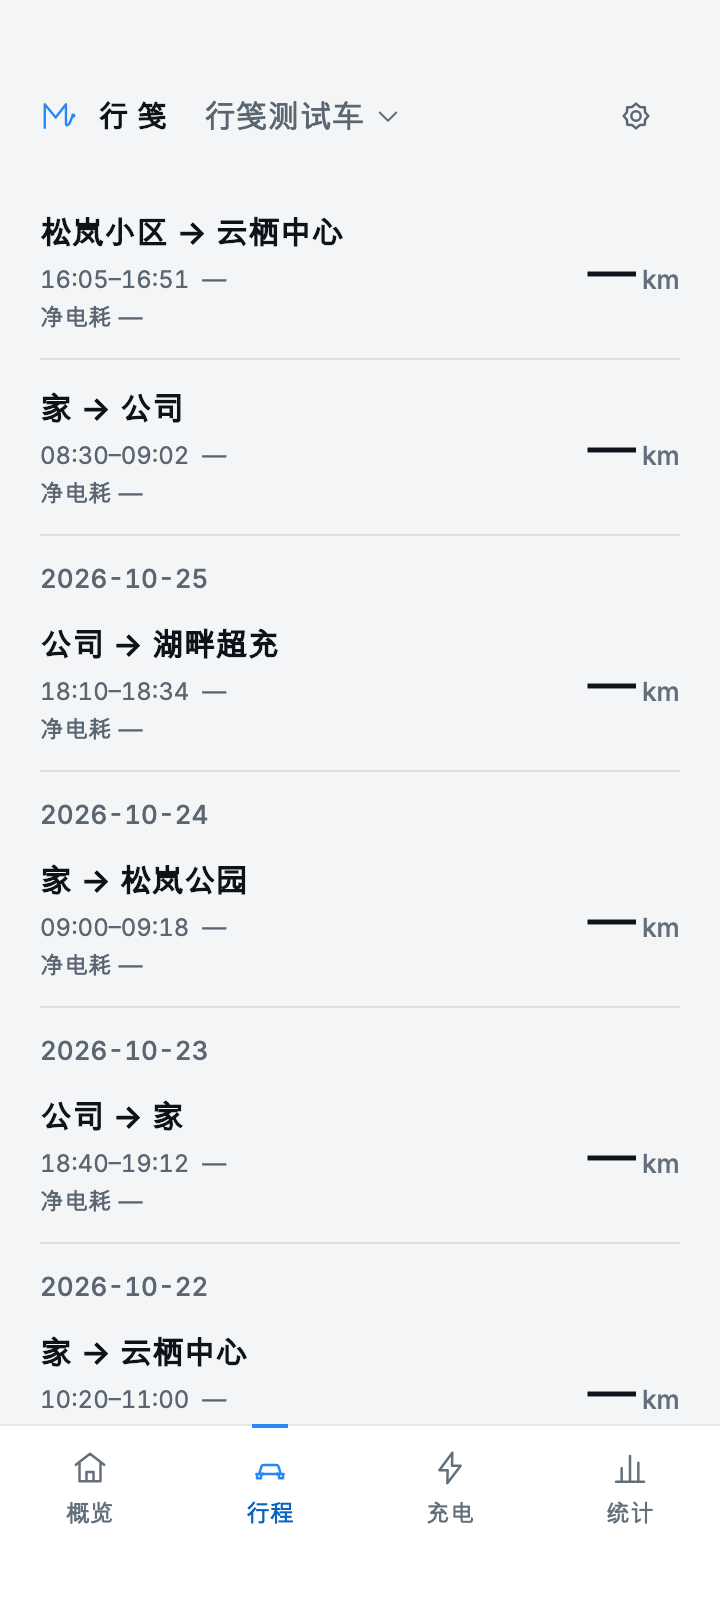 行笺 行笺测试车
松岚小区 → 云栖中心
16:05–16:51 —
— km
净电耗 —
家 → 公司
08:30–09:02 —
— km
净电耗 —
2026-10-25
公司 → 湖畔超充
18:10–18:34 —
— km
净电耗 —
2026-10-24
家 → 松岚公园
09:00–09:18 —
— km
净电耗 —
2026-10-23
公司 → 家
18:40–19:12 —
— km
净电耗 —
2026-10-22
家 → 云栖中心
10:20–11:00 —
— km
概览 行程 充电 统计